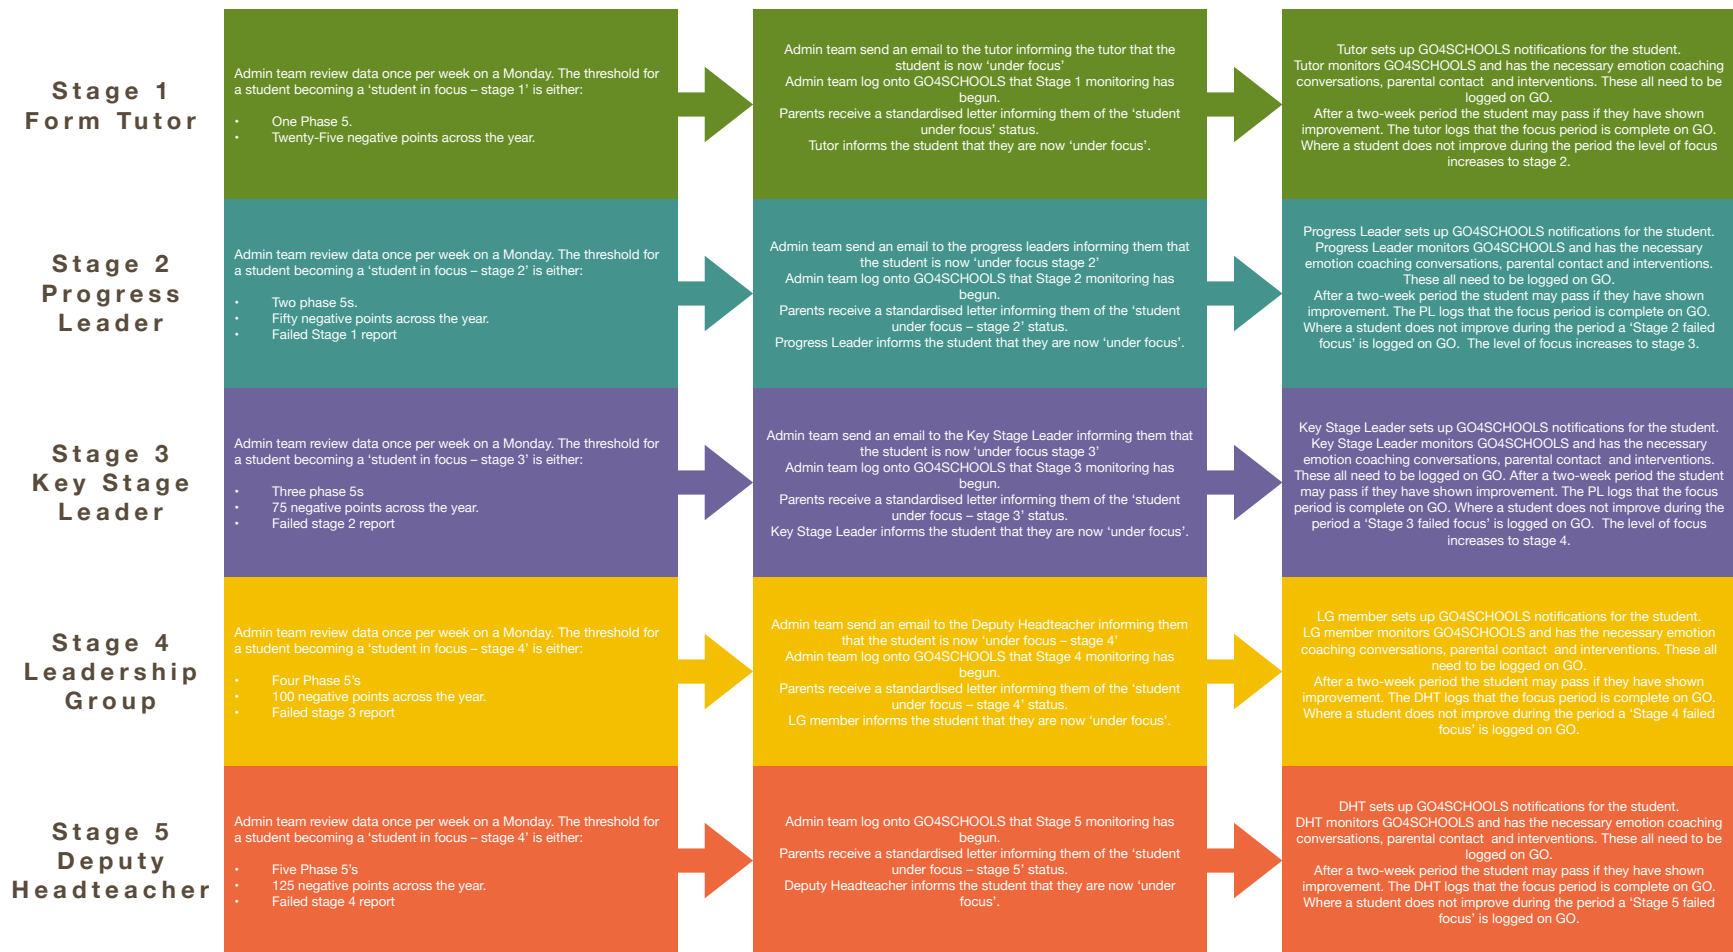 Stage 1
Form Tutor
Admin team review data once per week on a Monday. The threshold for
a student becoming a ‘student in focus – stage 1’ is either:
• One Phase 5.
• Twenty-Five negative points across the year.
Admin team send an email to the tutor informing the tutor that the
student is now ‘under focus’
Admin team log onto GO4SCHOOLS that Stage 1 monitoring has
begun.
Parents receive a standardised letter informing them of the ‘student
under focus’ status.
Tutor informs the student that they are now ‘under focus’.
Tutor sets up GO4SCHOOLS notifications for the student.
Tutor monitors GO4SCHOOLS and has the necessary emotion coaching
conversations, parental contact  and interventions. These all need to be
logged on GO.
After a two-week period the student may pass if they have shown
improvement. The tutor logs that the focus period is complete on GO.
Where a student does not improve during the period the level of focus
increases to stage 2.
Stage 2
Progress
Leader
Admin team review data once per week on a Monday. The threshold for
a student becoming a ‘student in focus – stage 2’ is either:
• Two phase 5s.
• Fifty negative points across the year.
• Failed Stage 1 report
Admin team send an email to the progress leaders informing them that
the student is now ‘under focus stage 2’
Admin team log onto GO4SCHOOLS that Stage 2 monitoring has
begun.
Parents receive a standardised letter informing them of the ‘student
under focus – stage 2’ status.
Progress Leader informs the student that they are now ‘under focus’.
Progress Leader sets up GO4SCHOOLS notifications for the student.
Progress Leader monitors GO4SCHOOLS and has the necessary
emotion coaching conversations, parental contact and interventions.
These all need to be logged on GO.
After a two-week period the student may pass if they have shown
improvement. The PL logs that the focus period is complete on GO.
Where a student does not improve during the period a ‘Stage 2 failed
focus’ is logged on GO.  The level of focus increases to stage 3.
Stage 3
Key Stage
Leader
Admin team review data once per week on a Monday. The threshold for
a student becoming a ‘student in focus – stage 3’ is either:
• Three phase 5s
• 75 negative points across the year.
• Failed stage 2 report
Admin team send an email to the Key Stage Leader informing them that
the student is now ‘under focus stage 3’
Admin team log onto GO4SCHOOLS that Stage 3 monitoring has
begun.
Parents receive a standardised letter informing them of the ‘student
under focus – stage 3’ status.
Key Stage Leader informs the student that they are now ‘under focus’.
Key Stage Leader sets up GO4SCHOOLS notifications for the student.
Key Stage Leader monitors GO4SCHOOLS and has the necessary
emotion coaching conversations, parental contact  and interventions.
These all need to be logged on GO. After a two-week period the student
may pass if they have shown improvement. The PL logs that the focus
period is complete on GO. Where a student does not improve during the
period a ‘Stage 3 failed focus’ is logged on GO.  The level of focus
increases to stage 4.
Stage 4
Leadership
Group
Admin team review data once per week on a Monday. The threshold for
a student becoming a ‘student in focus – stage 4’ is either:
• Four Phase 5’s
• 100 negative points across the year.
• Failed stage 3 report
Admin team send an email to the Deputy Headteacher informing them
that the student is now ‘under focus – stage 4’
Admin team log onto GO4SCHOOLS that Stage 4 monitoring has
begun.
Parents receive a standardised letter informing them of the ‘student
under focus – stage 4’ status.
LG member informs the student that they are now ‘under focus’.
LG member sets up GO4SCHOOLS notifications for the student.
LG member monitors GO4SCHOOLS and has the necessary emotion
coaching conversations, parental contact  and interventions. These all
need to be logged on GO.
After a two-week period the student may pass if they have shown
improvement. The DHT logs that the focus period is complete on GO.
Where a student does not improve during the period a ‘Stage 4 failed
focus’ is logged on GO.
Stage 5
Deputy
Headteacher
Admin team review data once per week on a Monday. The threshold for
a student becoming a ‘student in focus – stage 4’ is either:
• Five Phase 5’s
• 125 negative points across the year.
• Failed stage 4 report
Admin team log onto GO4SCHOOLS that Stage 5 monitoring has
begun.
Parents receive a standardised letter informing them of the ‘student
under focus – stage 5’ status.
Deputy Headteacher informs the student that they are now ‘under
focus’.
DHT sets up GO4SCHOOLS notifications for the student.
DHT monitors GO4SCHOOLS and has the necessary emotion coaching
conversations, parental contact  and interventions. These all need to be
logged on GO.
After a two-week period the student may pass if they have shown
improvement. The DHT logs that the focus period is complete on GO.
Where a student does not improve during the period a ‘Stage 5 failed
focus’ is logged on GO.